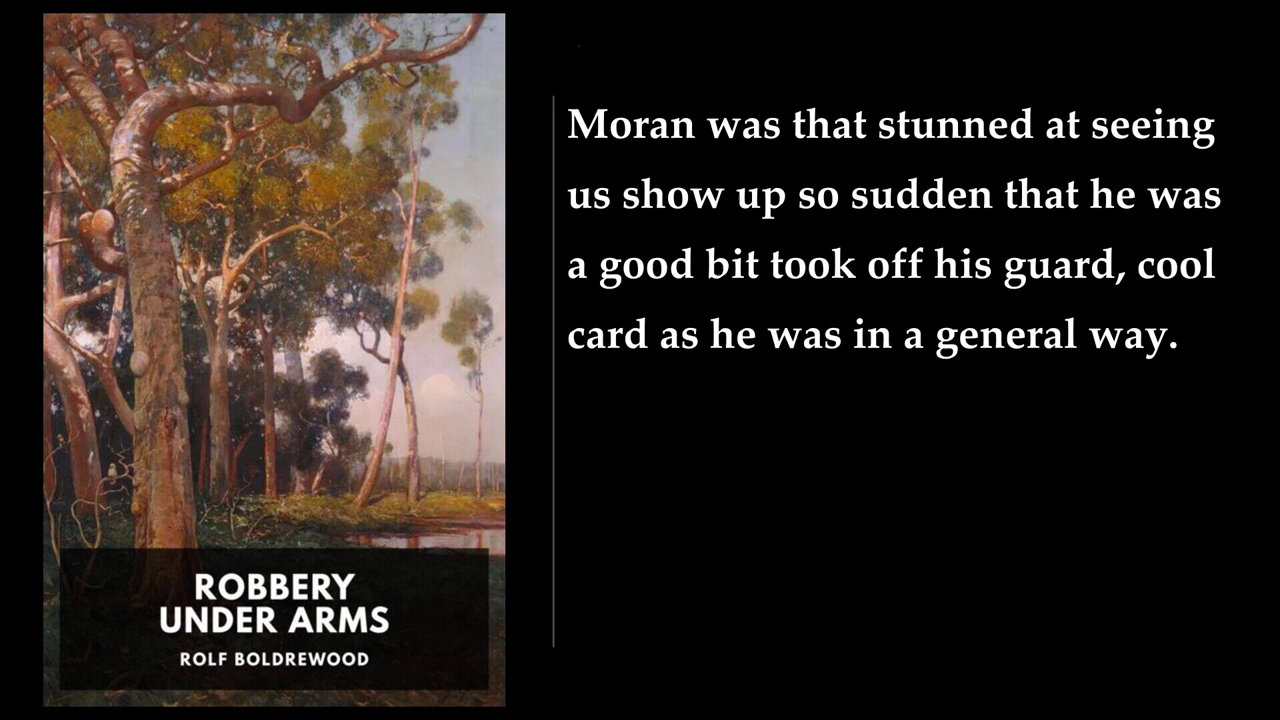 Moran was that stunned at seeing
us show up so sudden that he was
a good bit took off his guard, cool
card as he was in a general way.
ROBBERY
UNDER ARMS
ROLF BOLDREWOOD